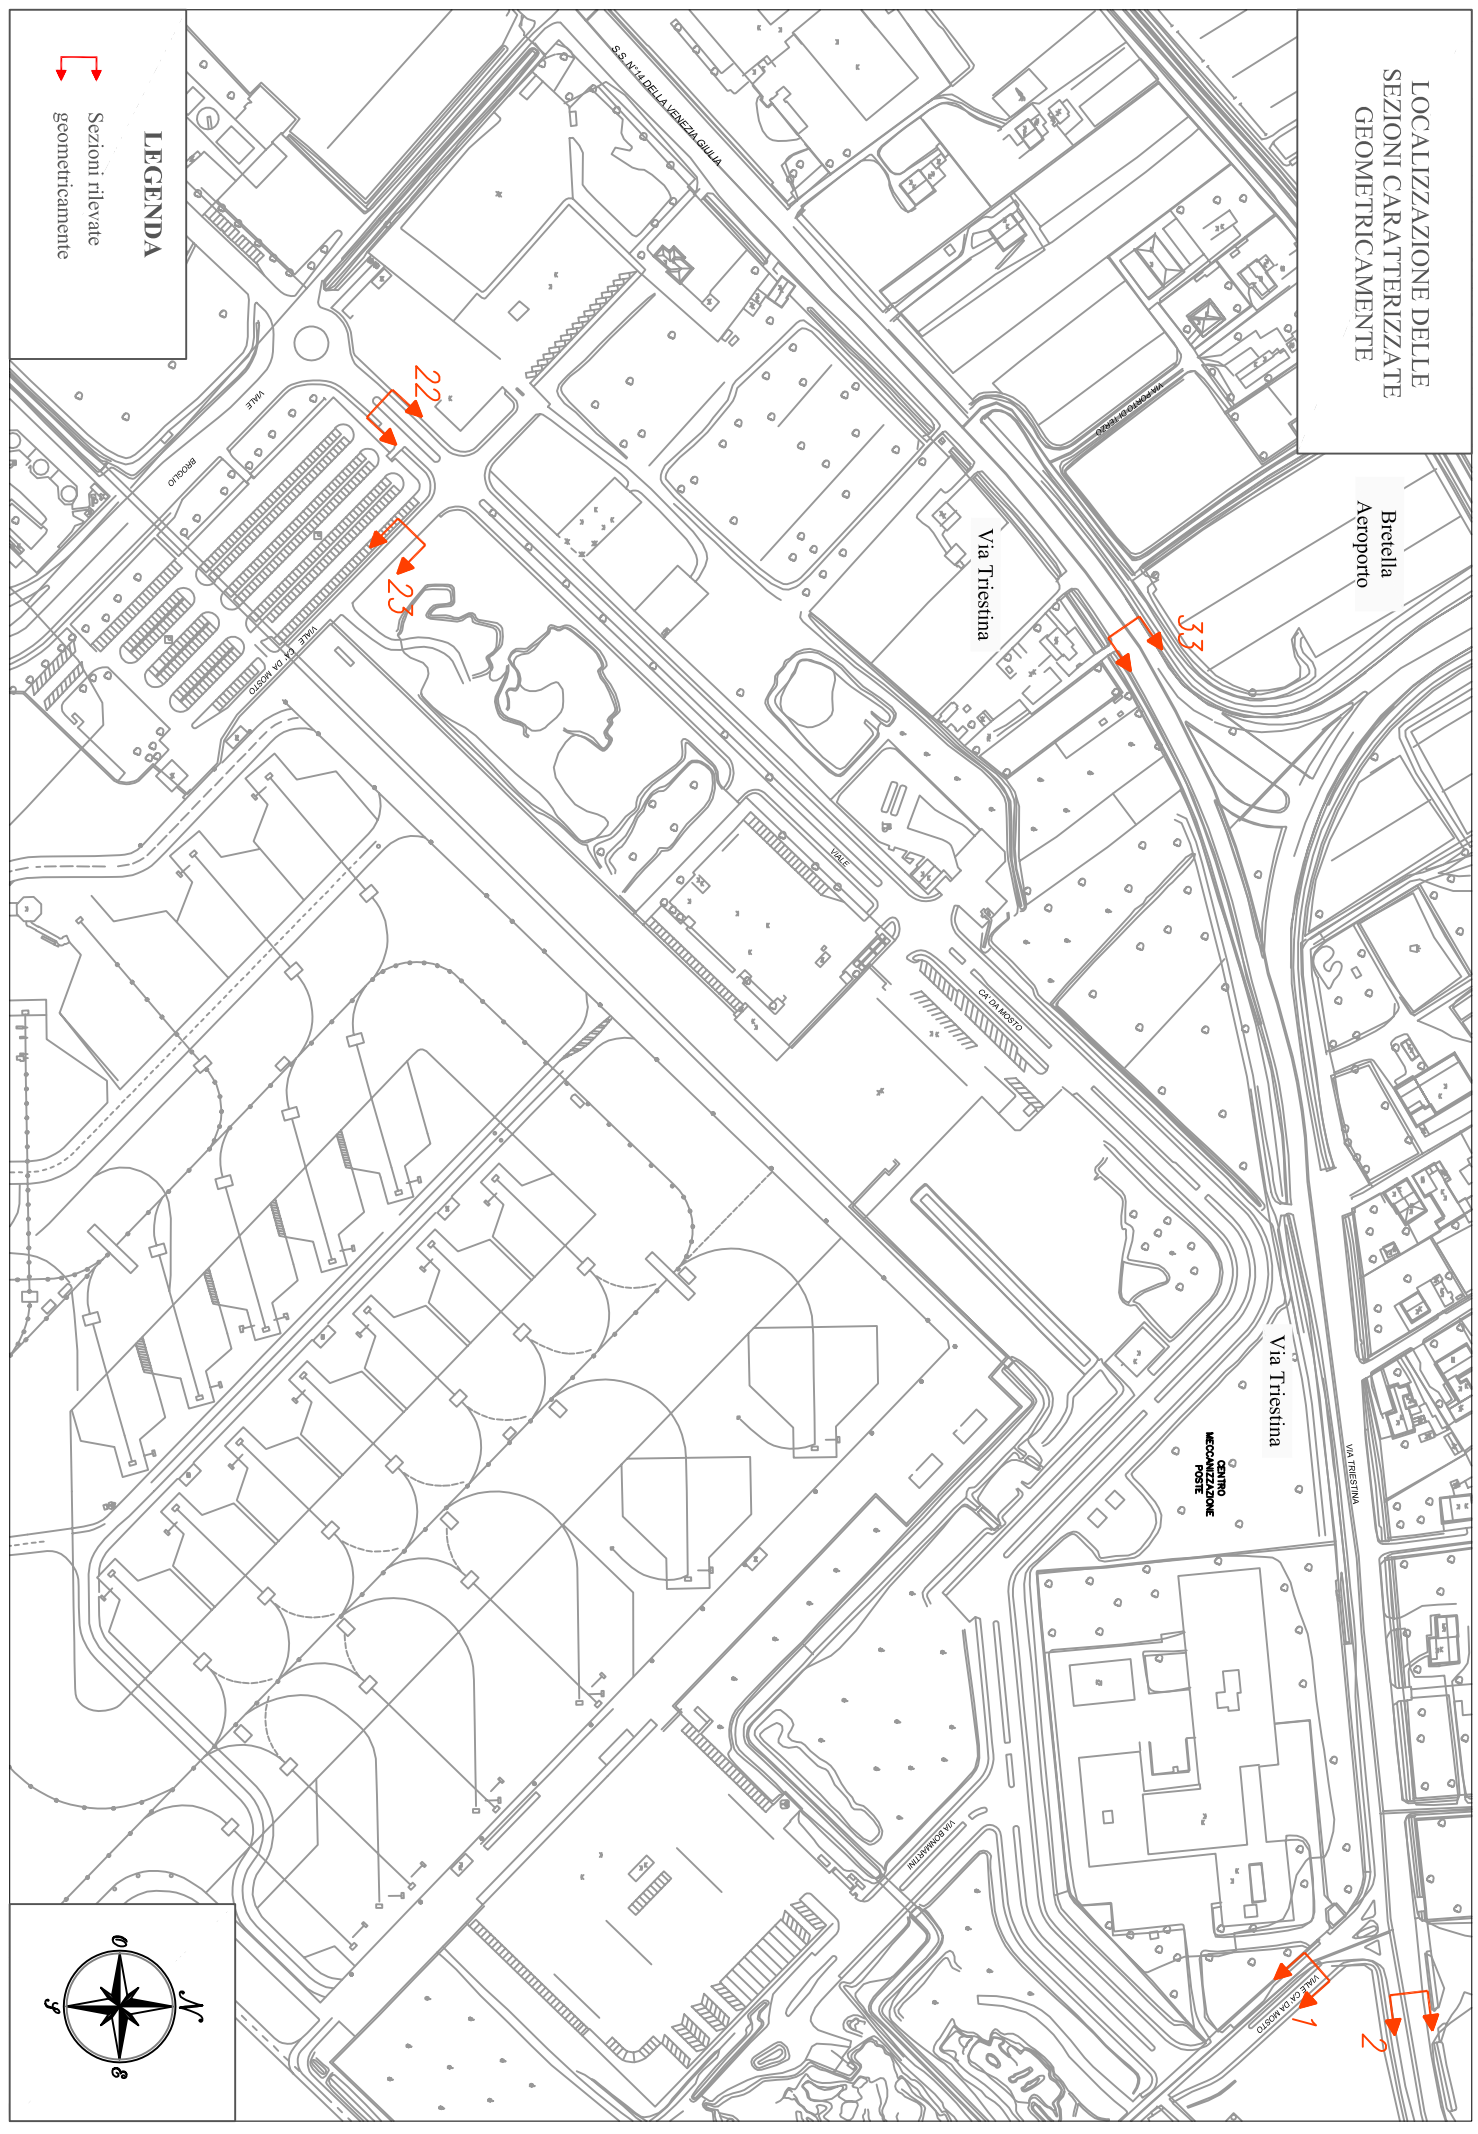 LOCALIZZAZIONE DELLE
SEZIONI CARATTERIZZATE
GEOMETRICAMENTE
LEGENDA
Sezioni rilevate
geometricamente
S.S. N°14 DELLA VENEZIA GIULIA
VIA PORTO DI TERZO
Bretella
Aeroporto
Via Triestina
33
22
23
VIALE
BROGLIO
VIALE CA' DA MOSTO
VIALE
CA' DA MOSTO
Via Triestina
VIA TRIESTINA
CENTRO
MECCANIZZAZIONE
POSTE
VIA BONMARTINI
VIALE CA' DA MOSTO
1
2
N
O
E
S